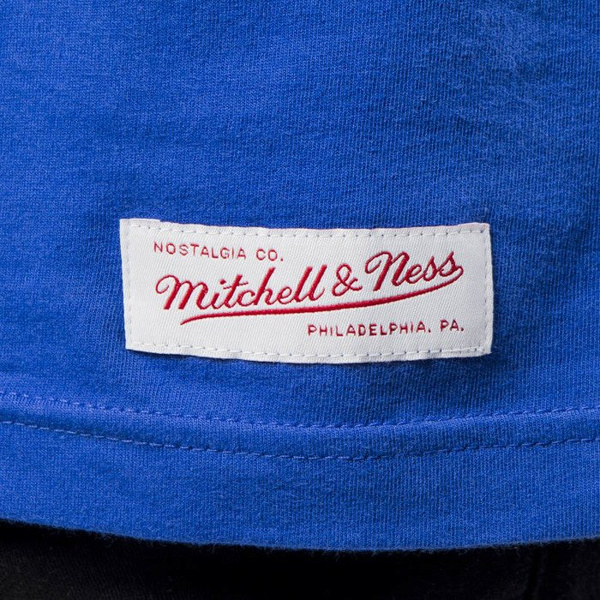 NOSTALGIA CO.
Mitchell & Ness
PHILADELPHIA, PA.